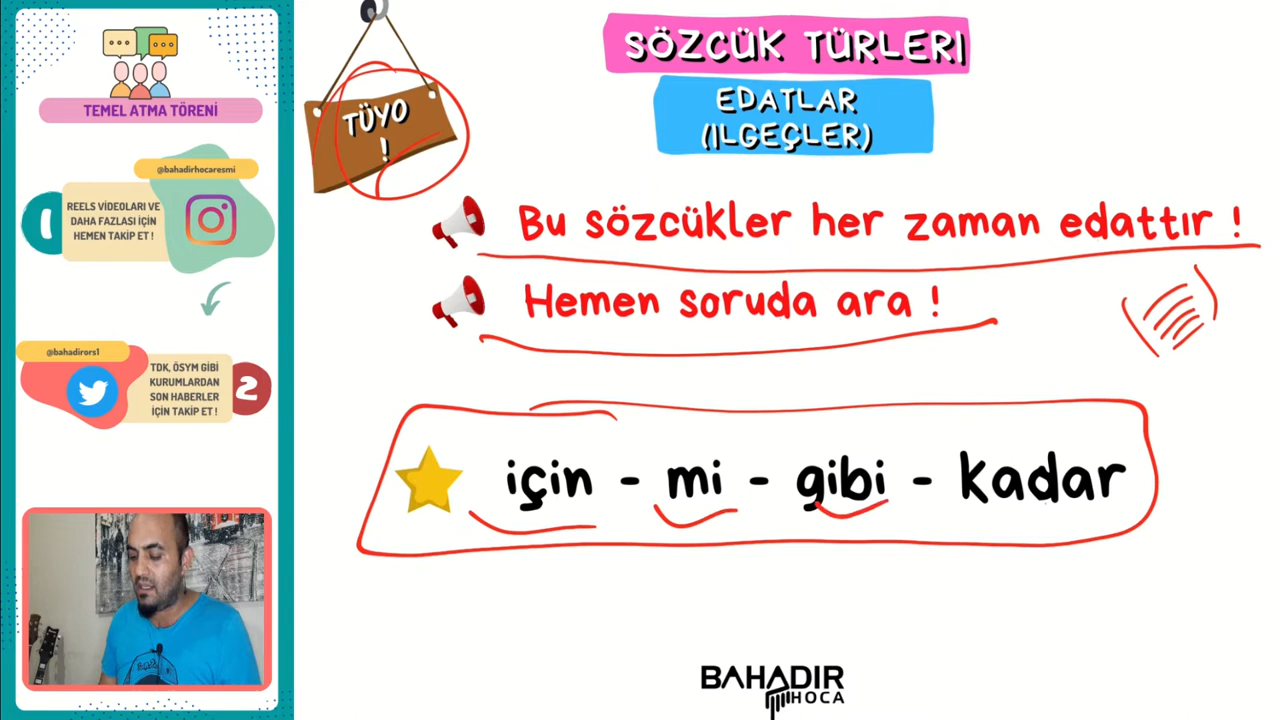 TEMEL ATMA TÖRENİ
@bahadirhocaresmi
1
REELS VİDEOLARI VE
DAHA FAZLASI İÇİN
HEMEN TAKİP ET !
@bahadirors1
TDK, ÖSYM GİBİ
KURUMLARDAN
SON HABERLER
İÇİN TAKİP ET !
2
TÜYO
!
SÖZCÜK TÜRLERI
EDATLAR
(ILGEÇLER)
Bu sözcükler her zaman edattır !
Hemen soruda ara !
için - mi - gibi - kadar
BAHADIR
HOCA